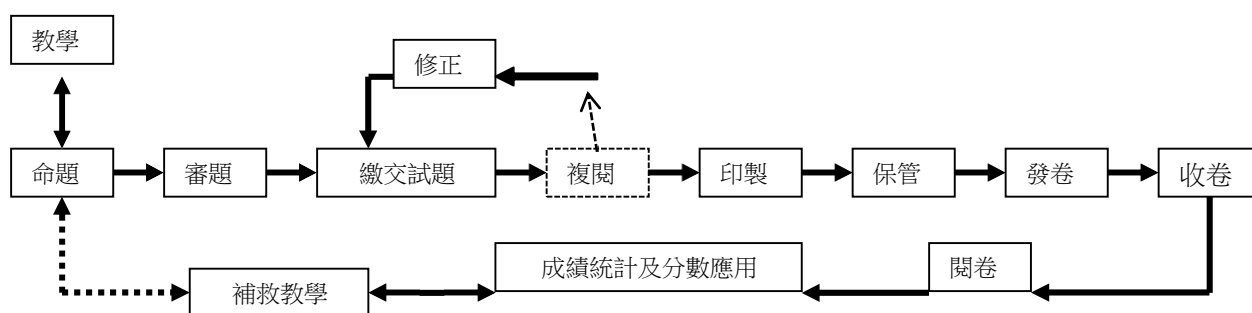 教學
修正
命題
審題
繳交試題
複閱
印製
保管
發卷
收卷
閱卷
成績統計及分數應用
補救教學